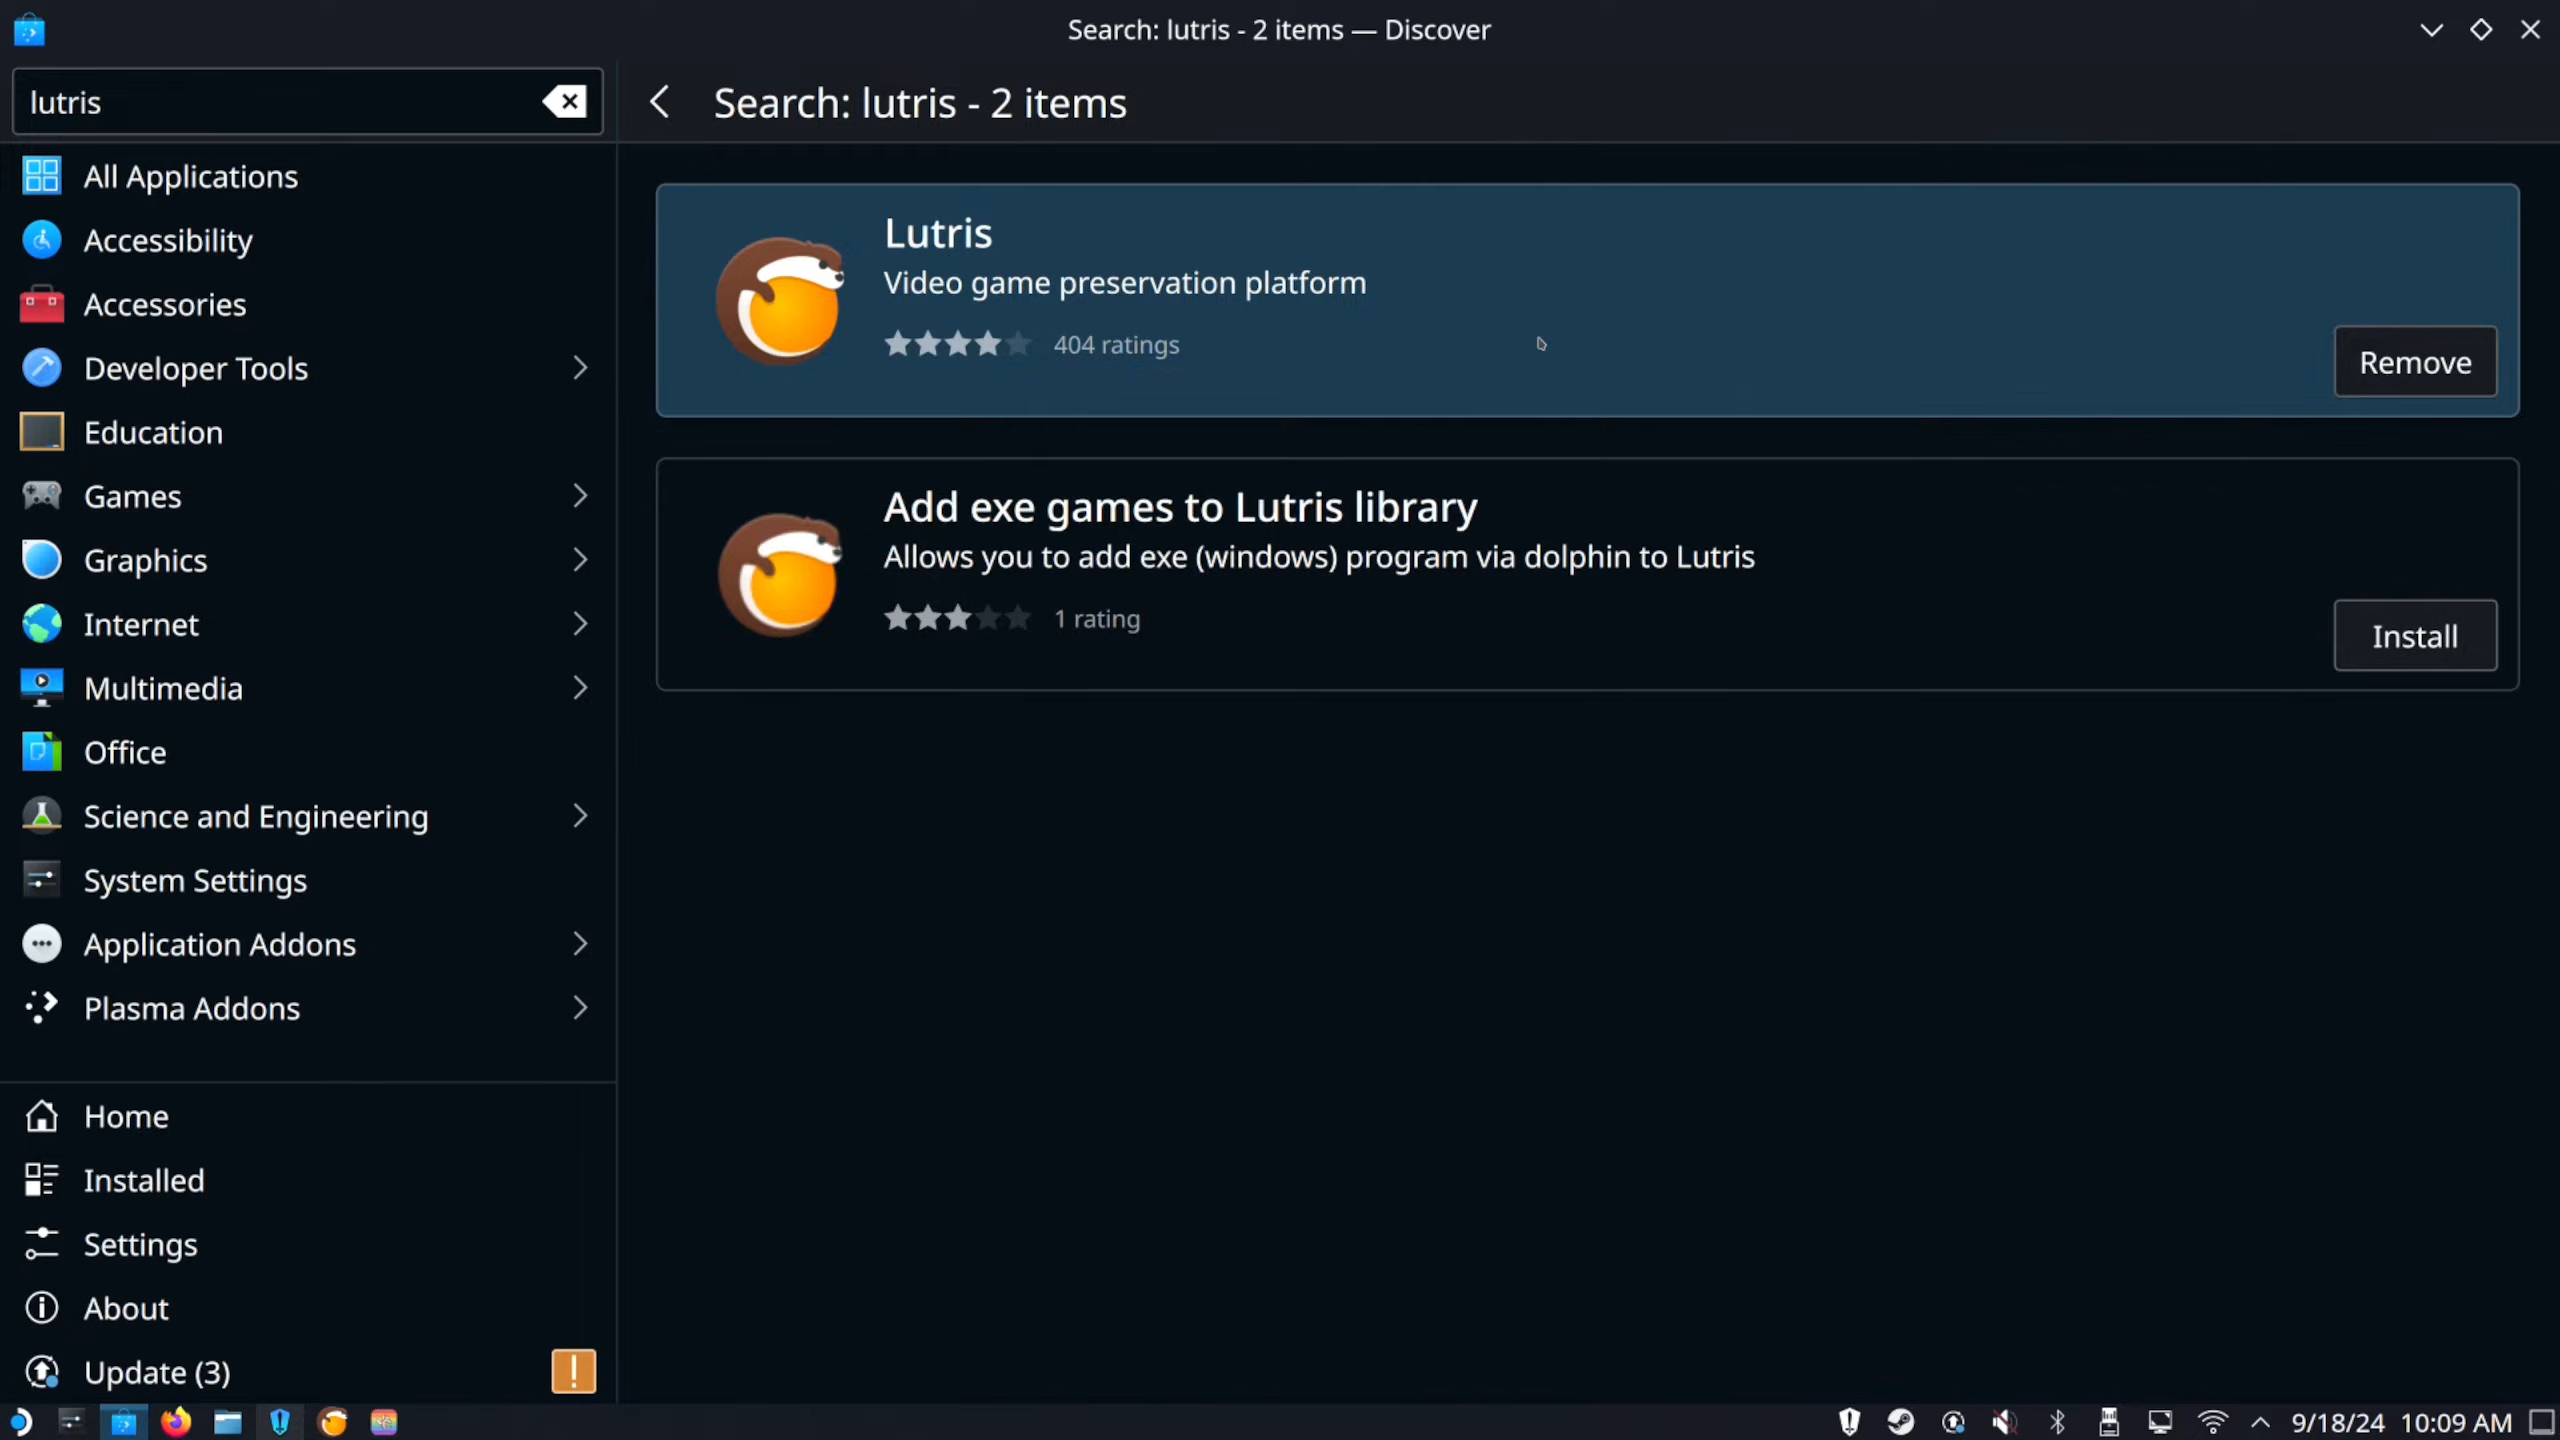 Search: lutris - 2 items — Discover
lutris
Search: lutris - 2 items
All Applications
Accessibility
Accessories
Developer Tools
Education
Games
Graphics
Internet
Multimedia
Office
Science and Engineering
System Settings
Application Addons
Plasma Addons
Home
Installed
Settings
About
Update (3)
Lutris
Video game preservation platform
404 ratings
Remove
Add exe games to Lutris library
Allows you to add exe (windows) program via dolphin to Lutris
1 rating
Install
9/18/24 10:09 AM